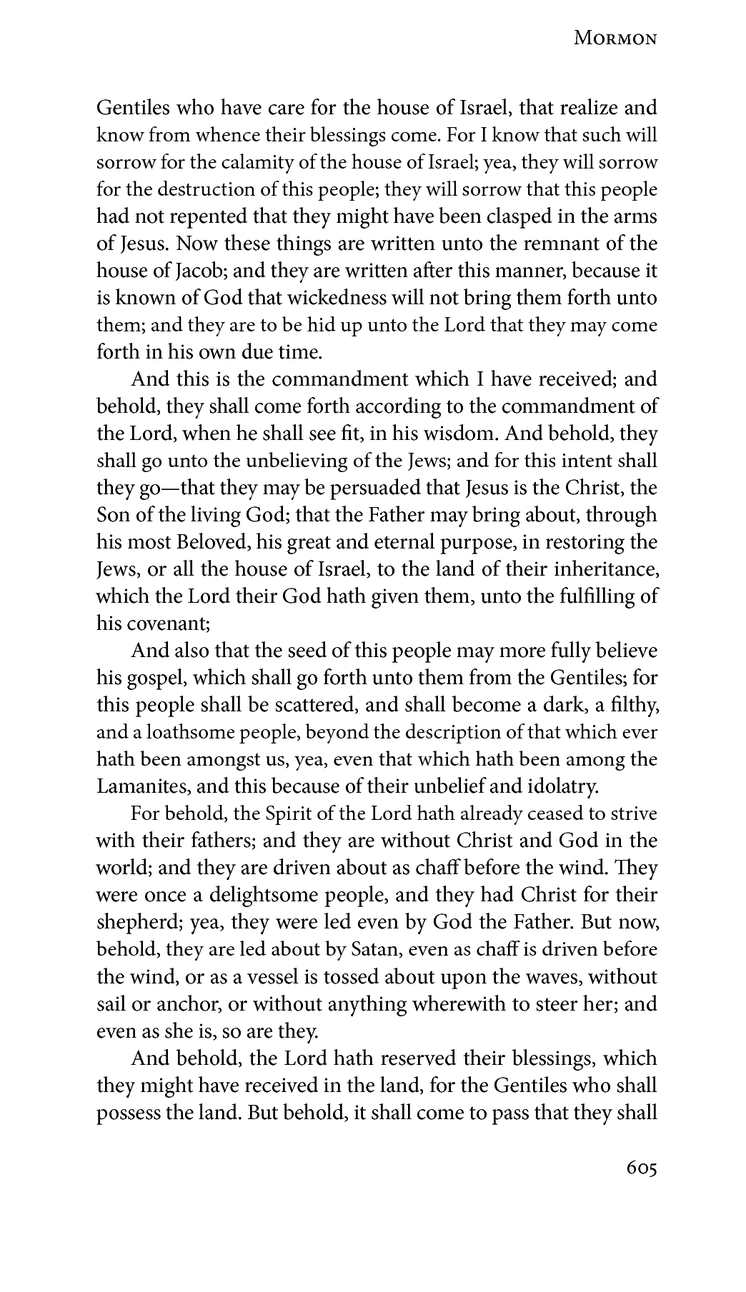 Mormon
Gentiles who have care for the house of Israel, that realize and
know from whence their blessings come. For I know that such will
sorrow for the calamity of the house of Israel; yea, they will sorrow
for the destruction of this people; they will sorrow that this people
had not repented that they might have been clasped in the arms
of Jesus. Now these things are written unto the remnant of the
house of Jacob; and they are written after this manner, because it
is known of God that wickedness will not bring them forth unto
them; and they are to be hid up unto the Lord that they may come
forth in his own due time.
And this is the commandment which I have received; and
behold, they shall come forth according to the commandment of
the Lord, when he shall see fit, in his wisdom. And behold, they
shall go unto the unbelieving of the Jews; and for this intent shall
they go—that they may be persuaded that Jesus is the Christ, the
Son of the living God; that the Father may bring about, through
his most Beloved, his great and eternal purpose, in restoring the
Jews, or all the house of Israel, to the land of their inheritance,
which the Lord their God hath given them, unto the fulfilling of
his covenant;
And also that the seed of this people may more fully believe
his gospel, which shall go forth unto them from the Gentiles; for
this people shall be scattered, and shall become a dark, a filthy,
and a loathsome people, beyond the description of that which ever
hath been amongst us, yea, even that which hath been among the
Lamanites, and this because of their unbelief and idolatry.
For behold, the Spirit of the Lord hath already ceased to strive
with their fathers; and they are without Christ and God in the
world; and they are driven about as chaff before the wind. They
were once a delightsome people, and they had Christ for their
shepherd; yea, they were led even by God the Father. But now,
behold, they are led about by Satan, even as chaff is driven before
the wind, or as a vessel is tossed about upon the waves, without
sail or anchor, or without anything wherewith to steer her; and
even as she is, so are they.
And behold, the Lord hath reserved their blessings, which
they might have received in the land, for the Gentiles who shall
possess the land. But behold, it shall come to pass that they shall
605